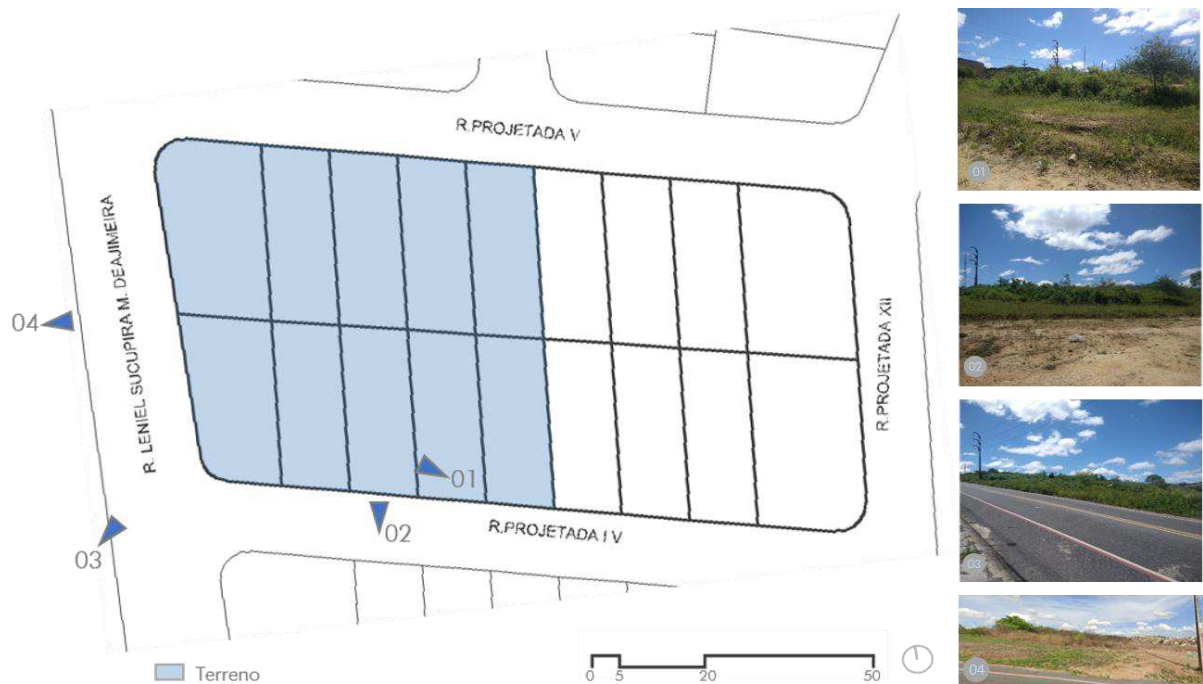 R.PROJETADA V
R. LENIEL SUCUPIRA M. DEAJIMEIRA
R.PROJETADA XII
04
01
02
03
R.PROJETADA I V
Terreno
0 5 20 50
01
02
03
04